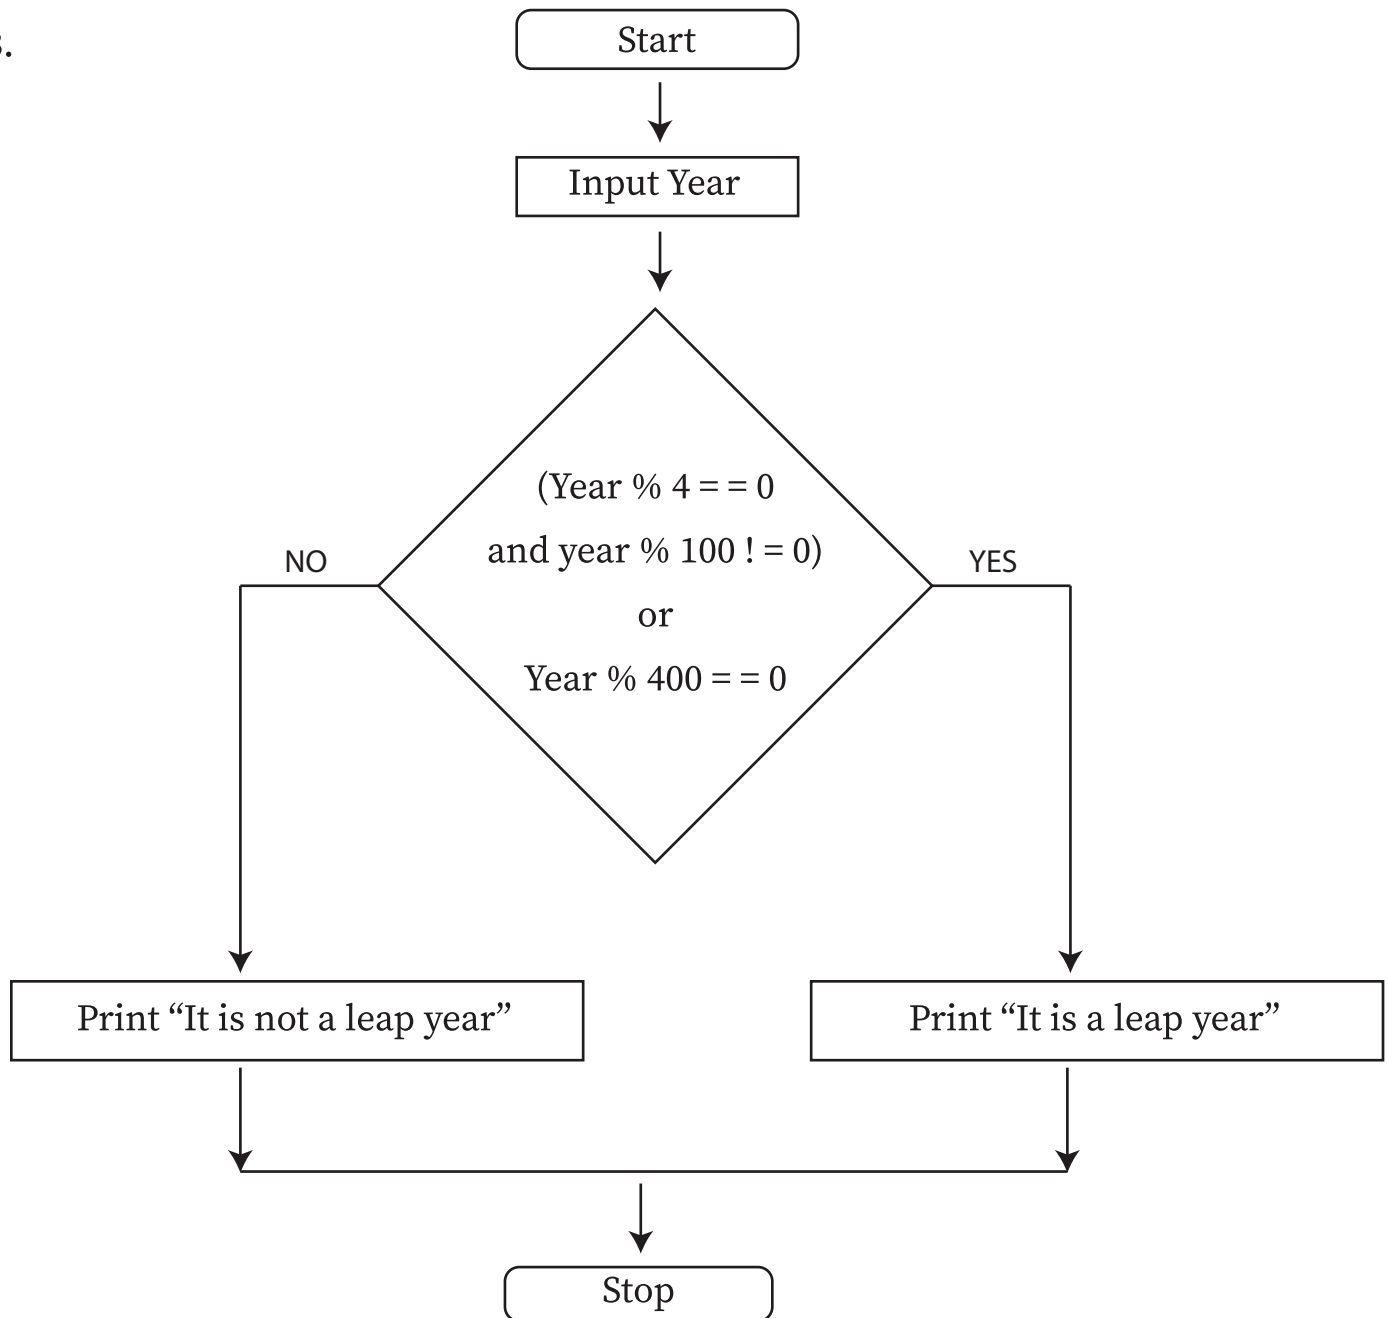 Start
Input Year
(Year % 4 = = 0
and year % 100 ! = 0)
or
Year % 400 = = 0
NO
YES
Print “It is not a leap year”
Print “It is a leap year”
Stop